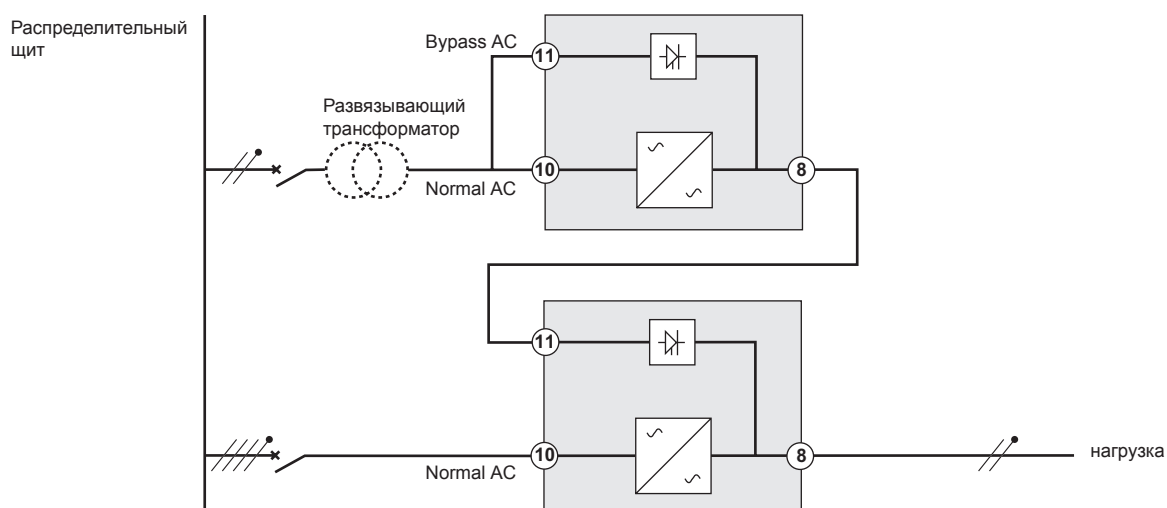 Распределительный
щит
Bypass AC
11
Развязывающий
трансформатор
10
8
Normal AC
11
10
8
Normal AC
нагрузка